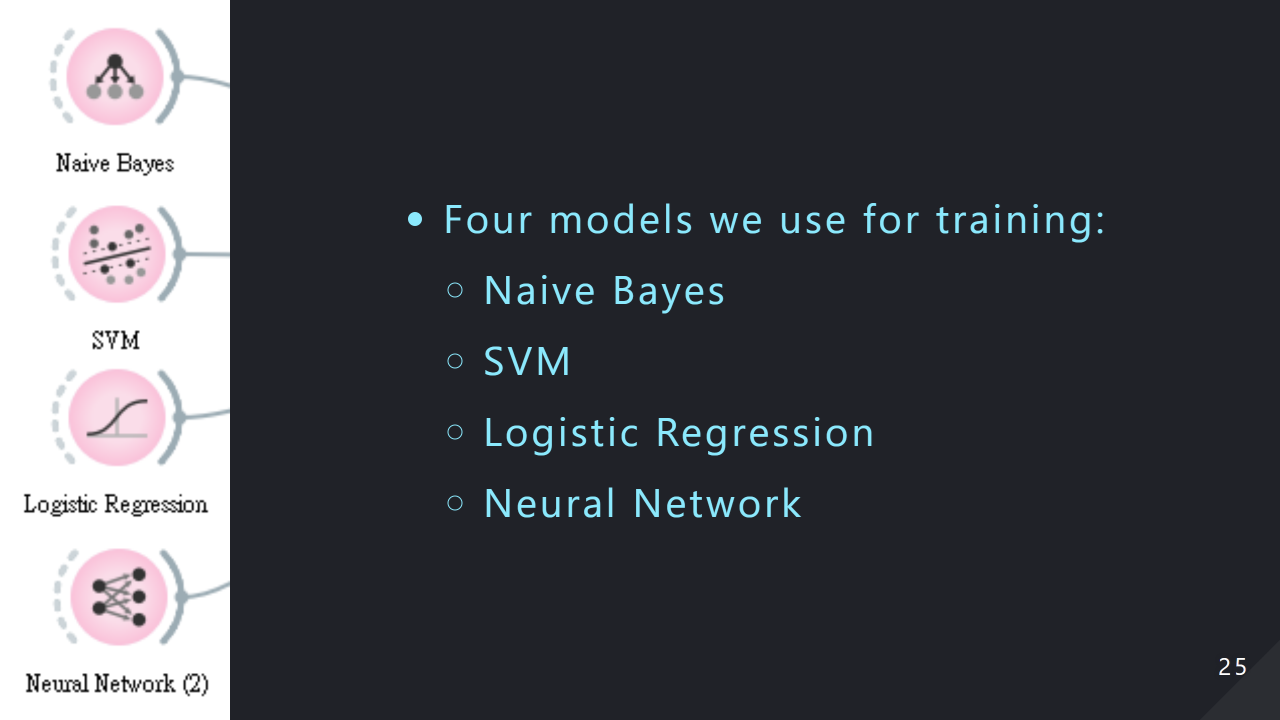 Naive Bayes
SVM
Logistic Regression
Neural Network (2)
Four models we use for training:
Naive Bayes
SVM
Logistic Regression
Neural Network
25